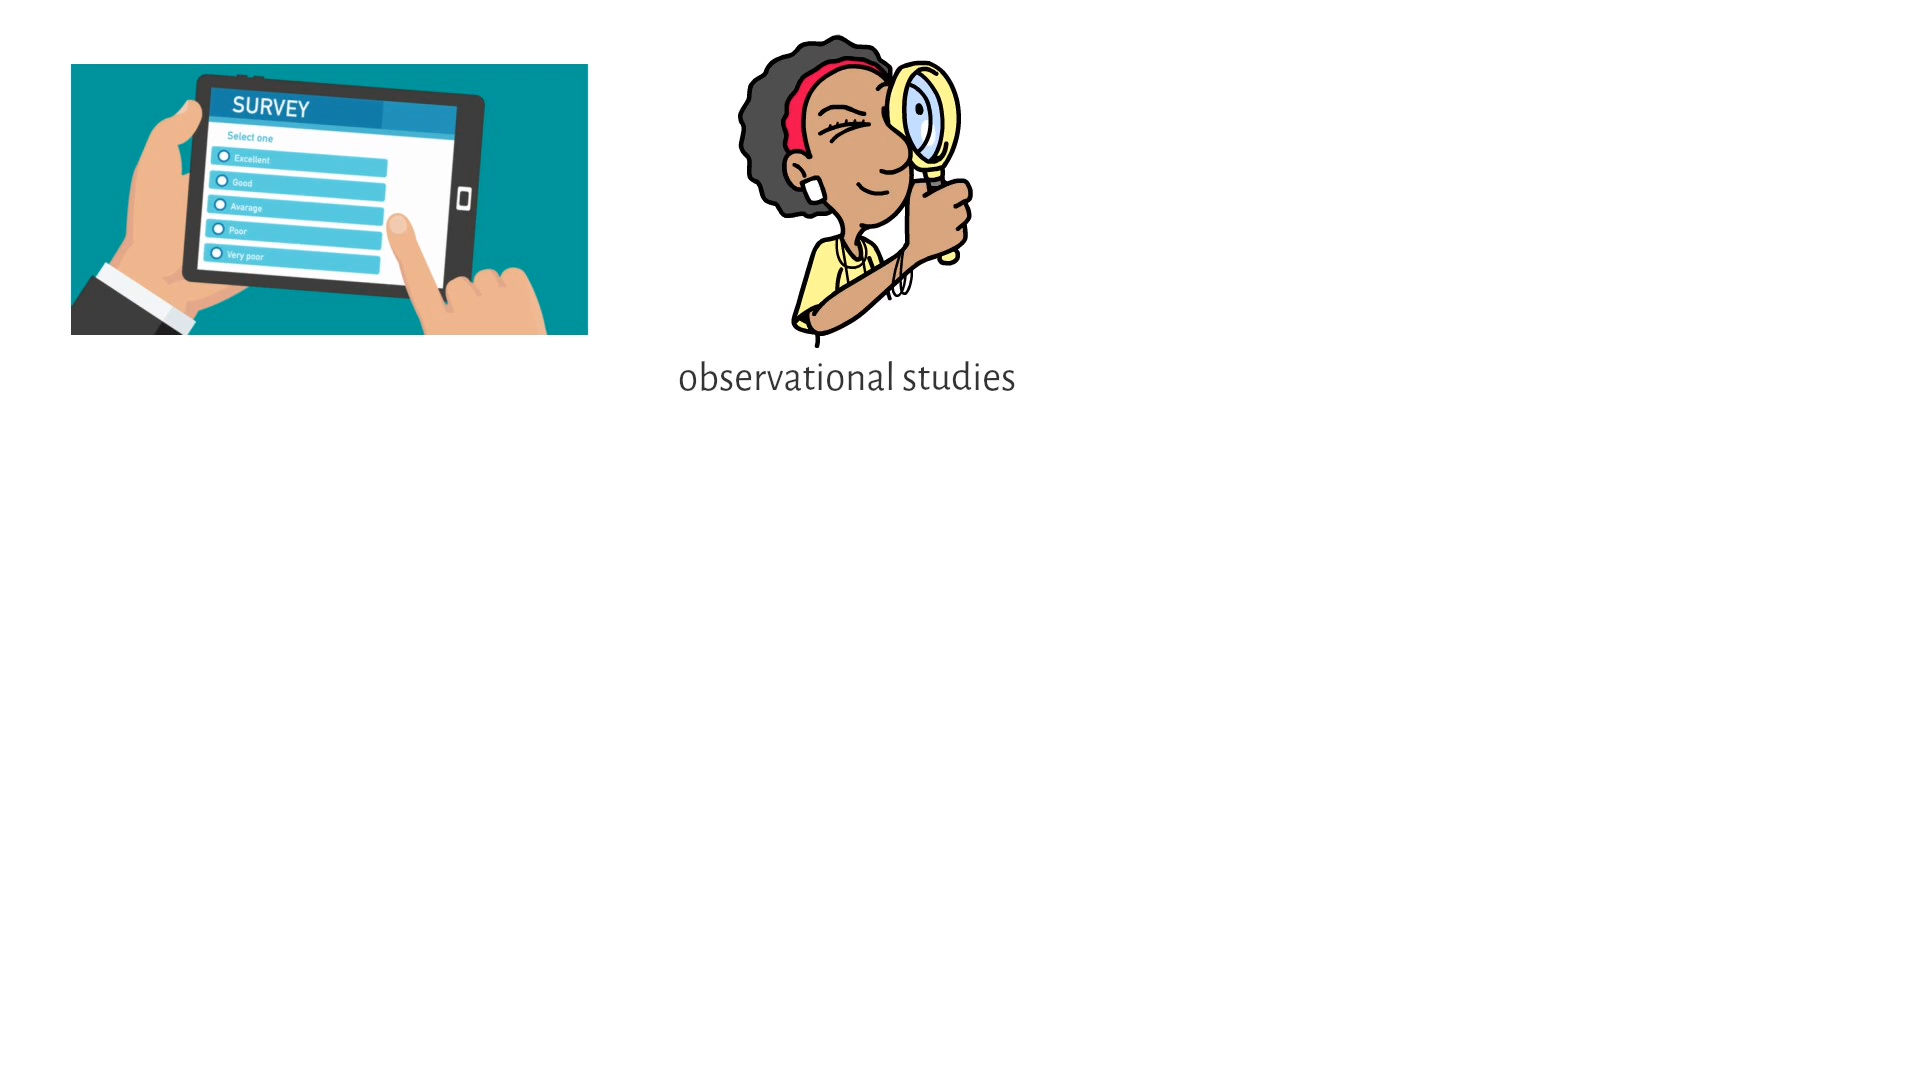 SURVEY
Select one
Excellent
Good
Avarage
Poor
Very poor
observational studies